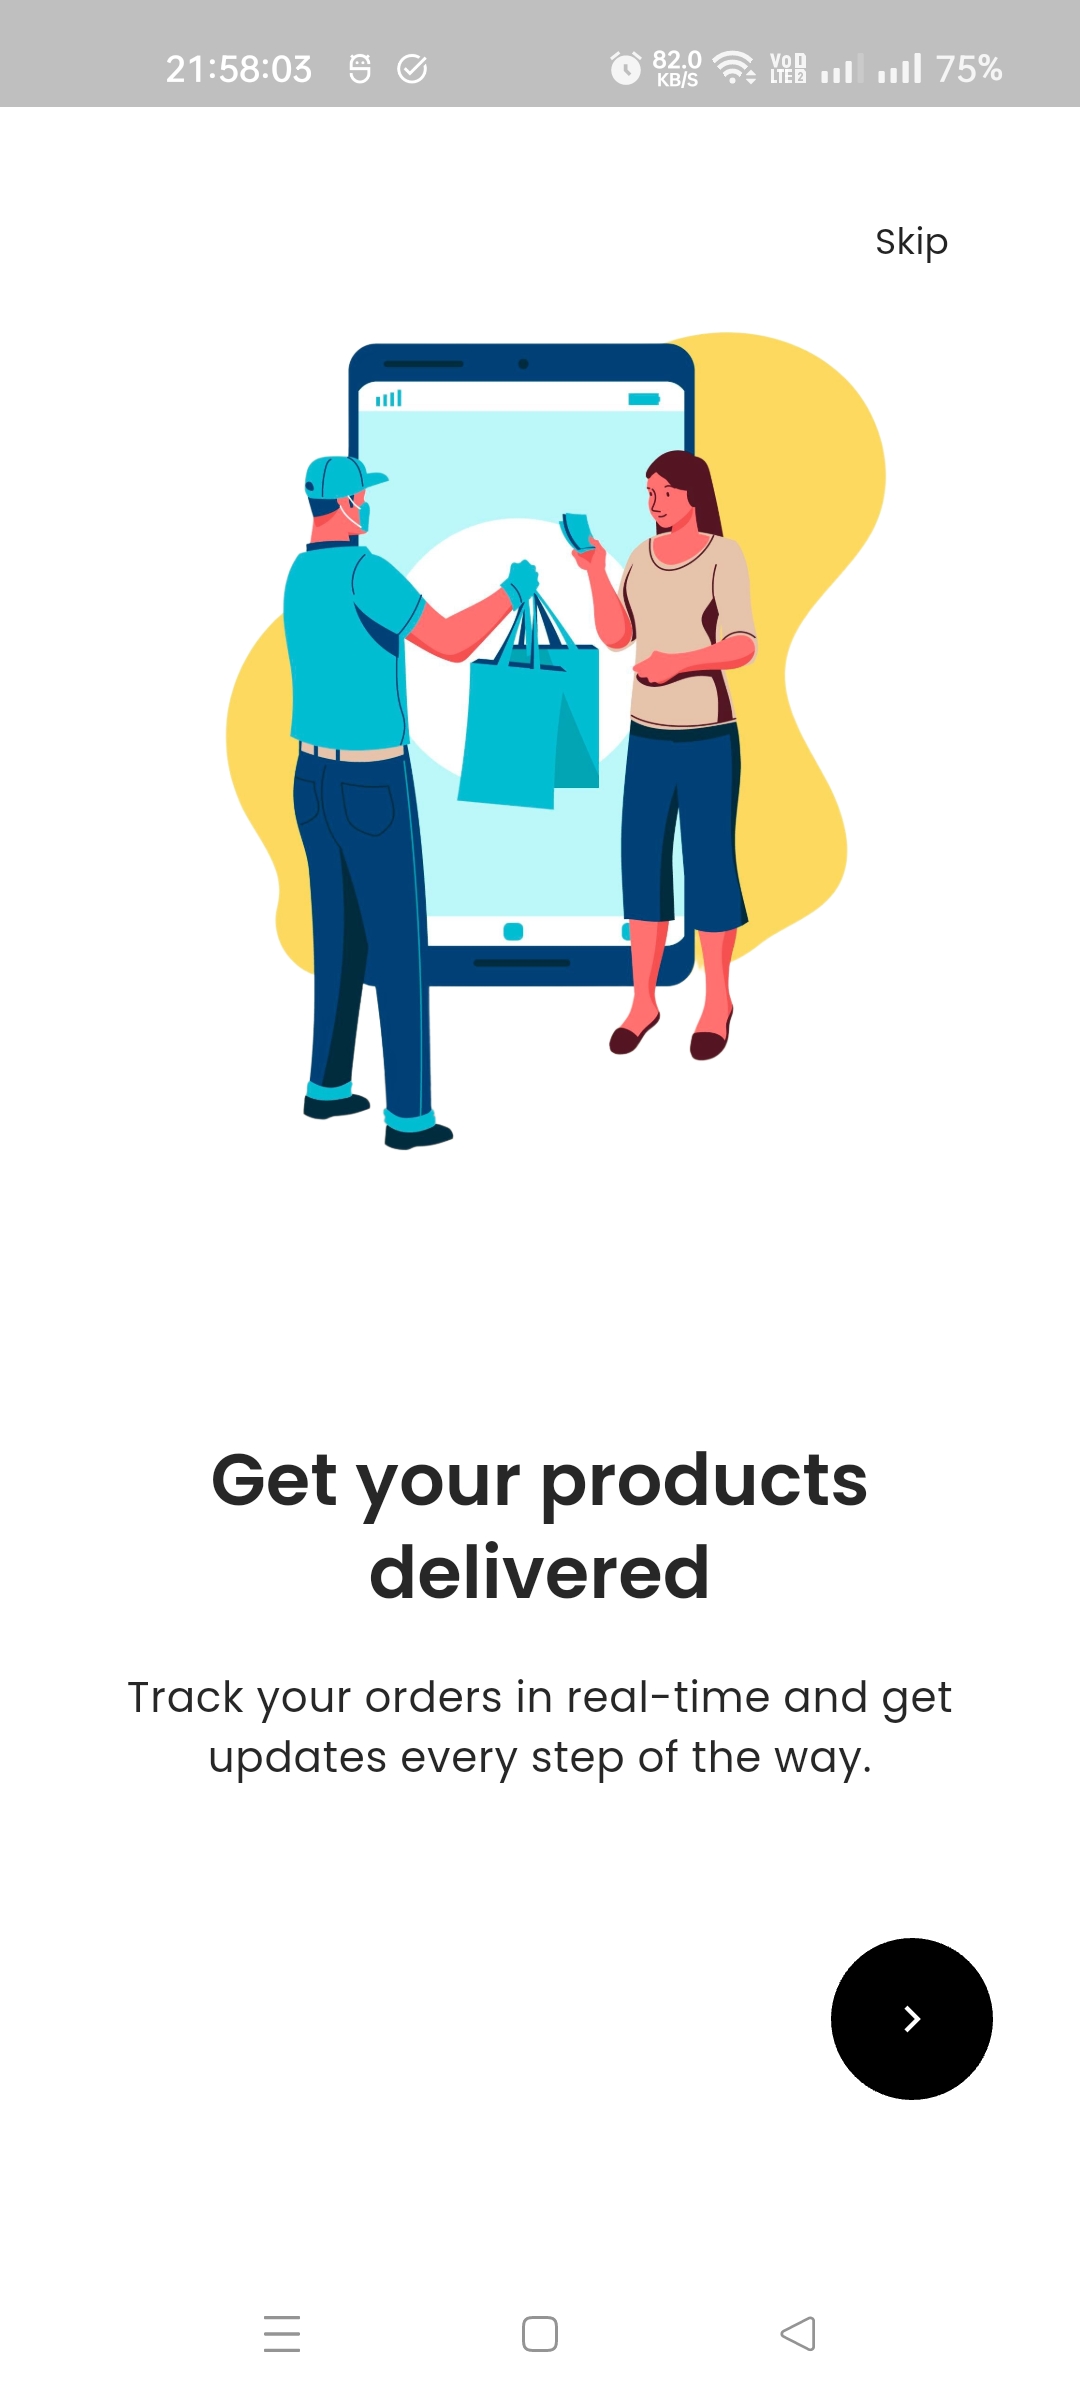 21:58:03 82.0 KB/S VoD LTE2 75%
Skip
Get your products
delivered
Track your orders in real-time and get
updates every step of the way.